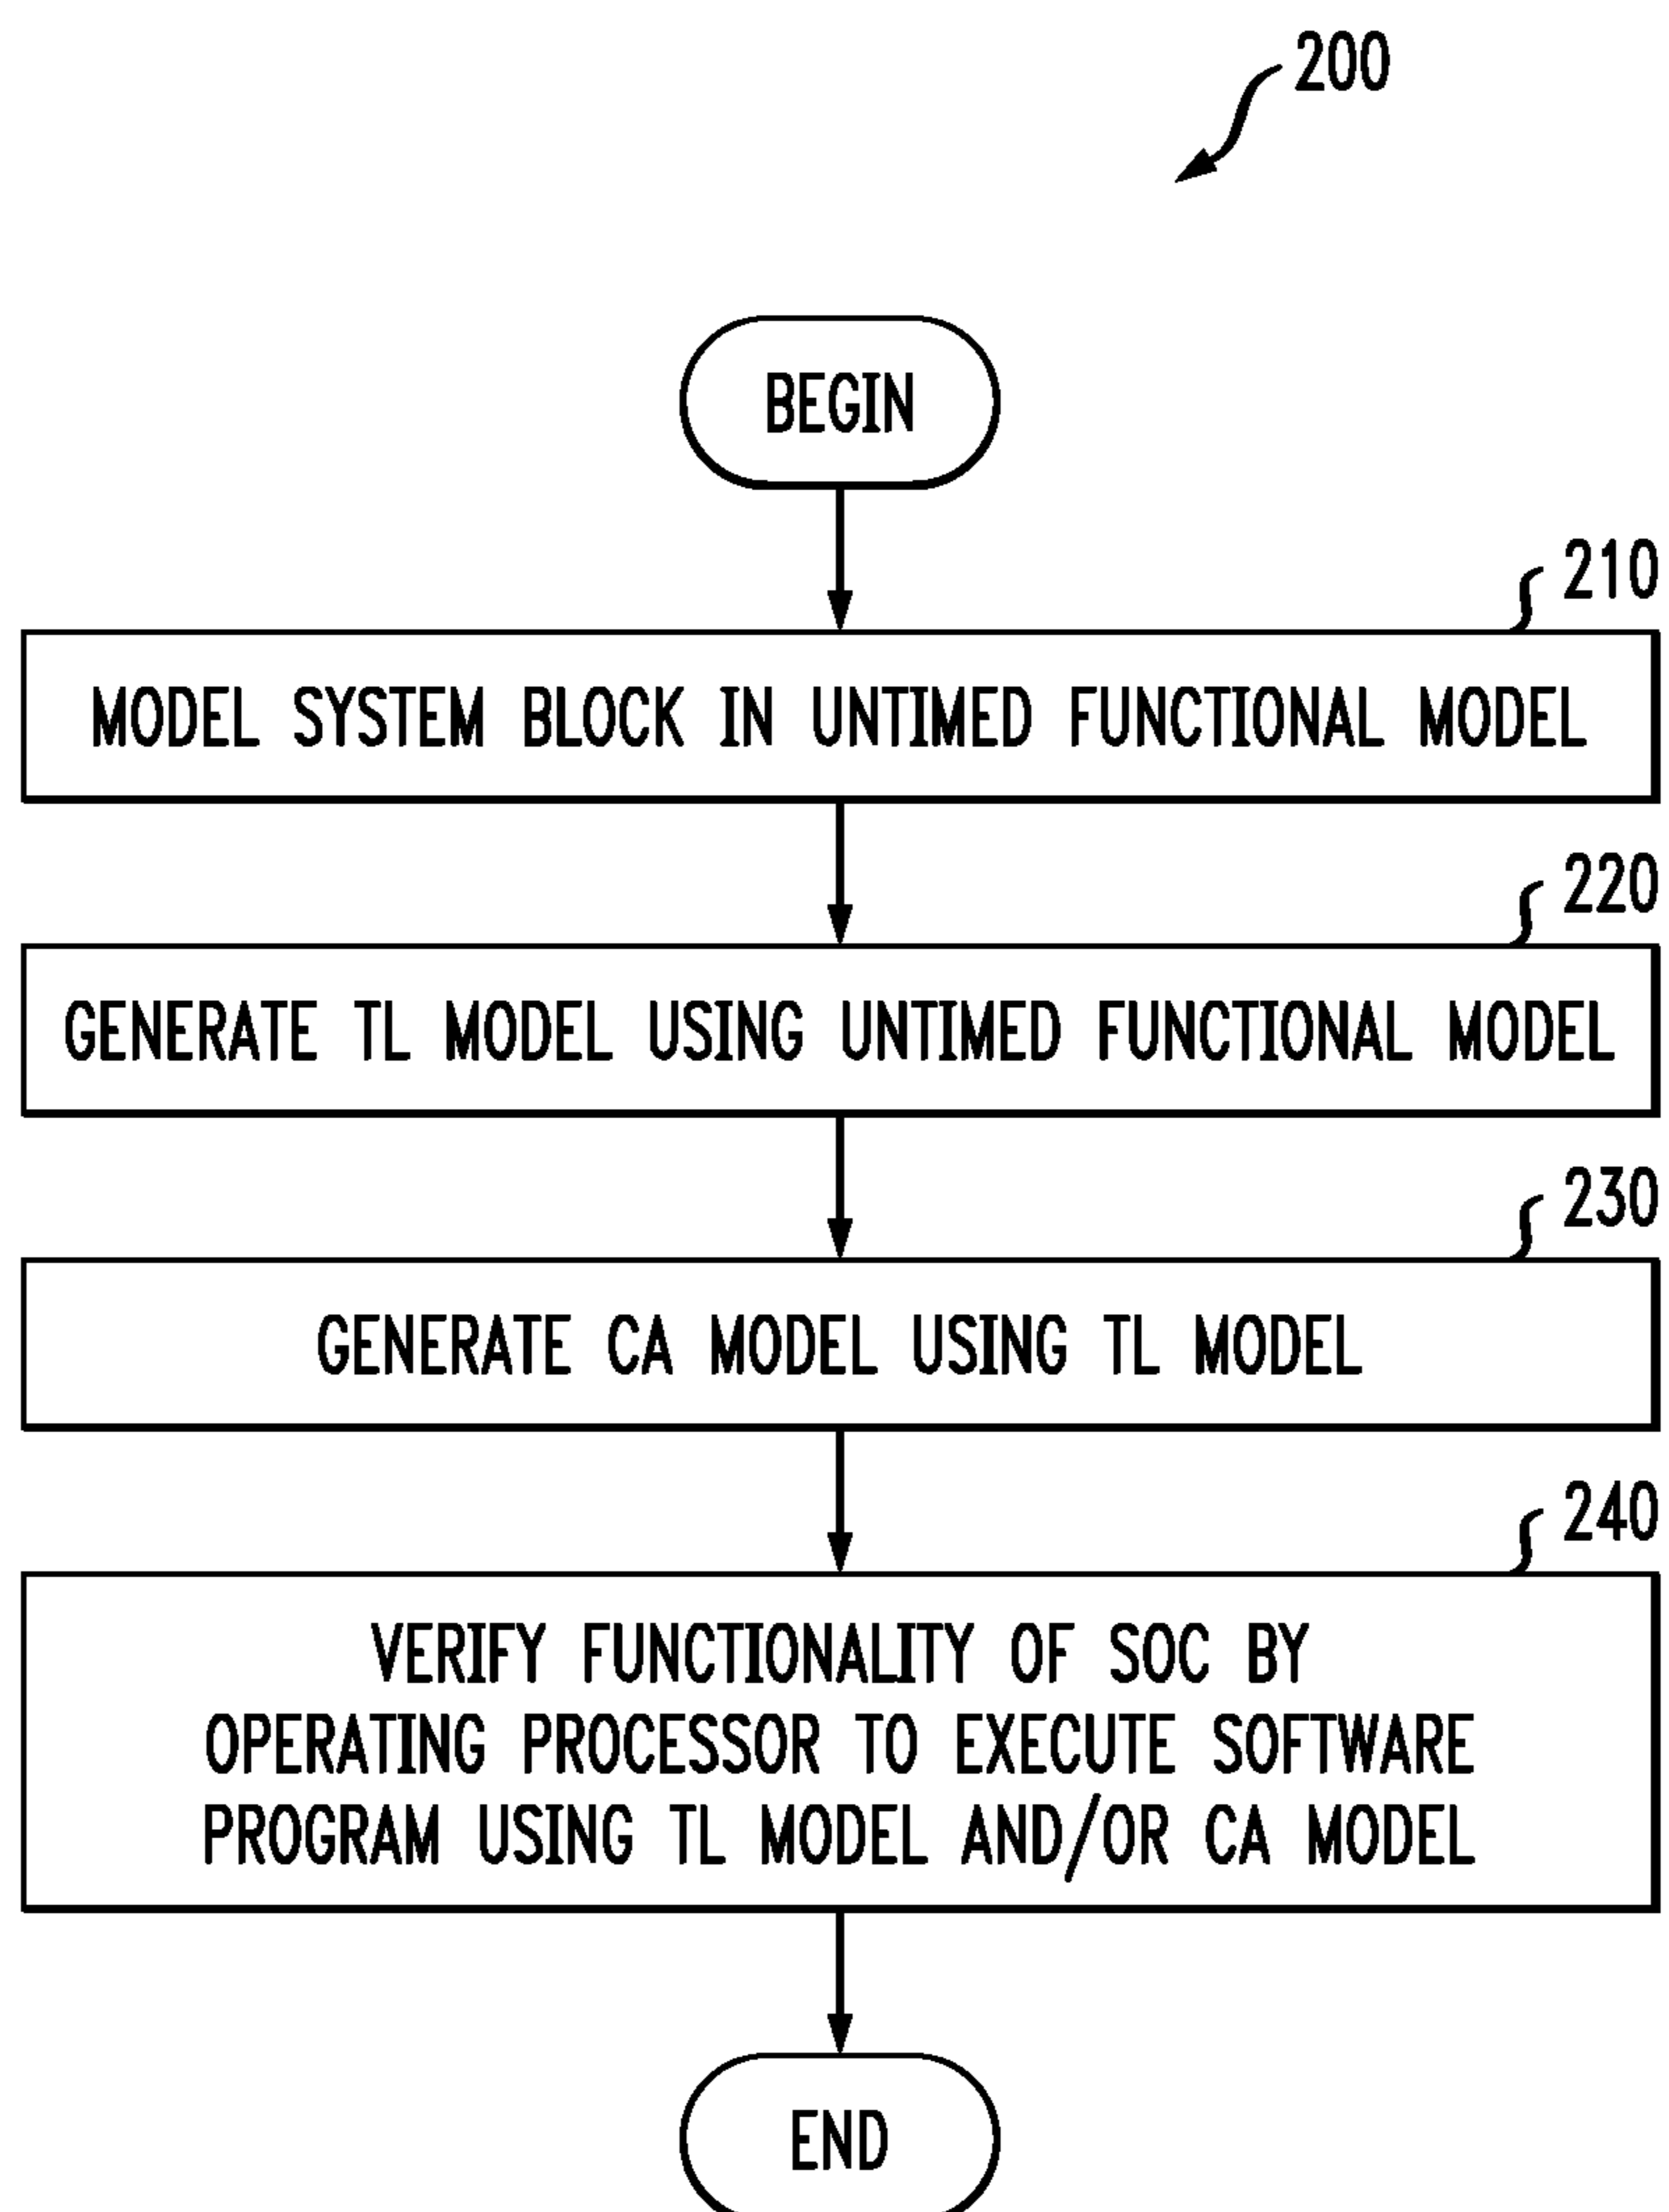 200
BEGIN
210
MODEL SYSTEM BLOCK IN UNTIMED FUNCTIONAL MODEL
220
GENERATE TL MODEL USING UNTIMED FUNCTIONAL MODEL
230
GENERATE CA MODEL USING TL MODEL
240
VERIFY FUNCTIONALITY OF SOC BY
OPERATING PROCESSOR TO EXECUTE SOFTWARE
PROGRAM USING TL MODEL AND/OR CA MODEL
END